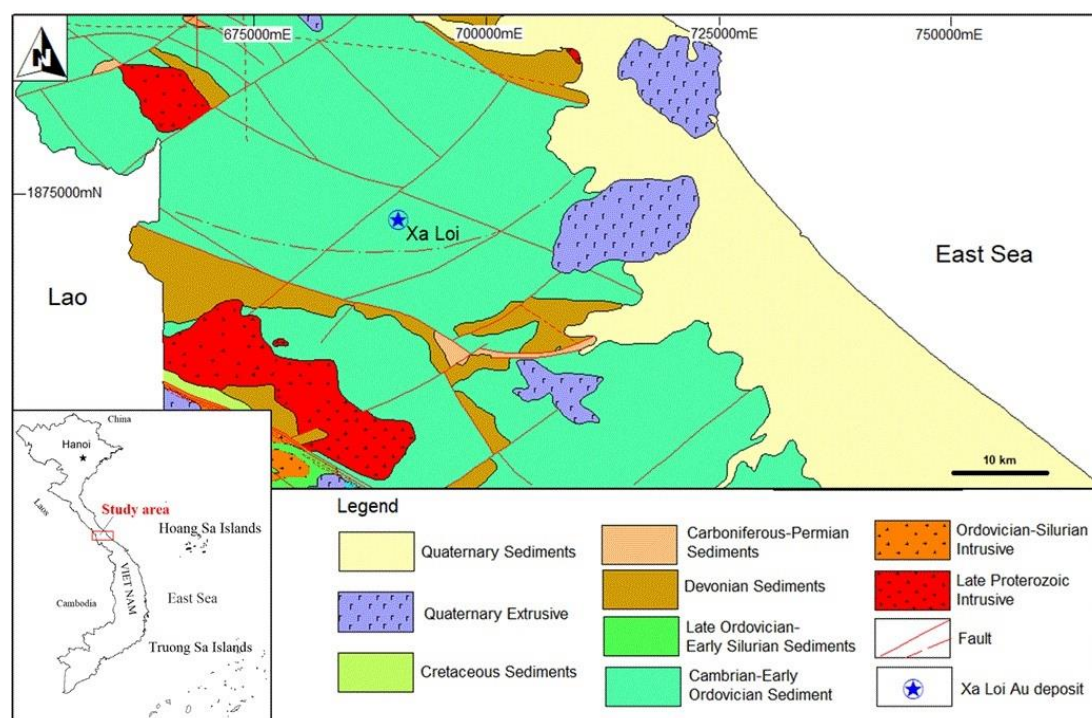 N
675000mE
700000mE
725000mE
750000mE
1875000mN
Xa Loi
East Sea
Lao
10 km
China
Hanoi
Laos
Study area
Hoang Sa Islands
VIET NAM
East Sea
Cambodia
Truong Sa Islands
Legend
Quaternary Sediments
Quaternary Extrusive
Cretaceous Sediments
Carboniferous-Permian
Sediments
Devonian Sediments
Late Ordovician-
Early Silurian Sediments
Cambrian-Early
Ordovician Sediment
Ordovician-Silurian
Intrusive
Late Proterozoic
Intrusive
Fault
Xa Loi Au deposit